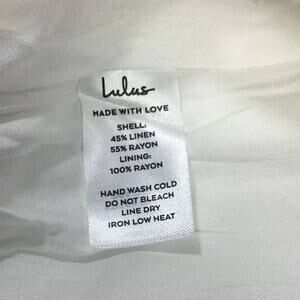 Lulus
MADE WITH LOVE
SHELL:
45% LINEN
55% RAYON
LINING:
100% RAYON
HAND WASH COLD
DO NOT BLEACH
LINE DRY
IRON LOW HEAT